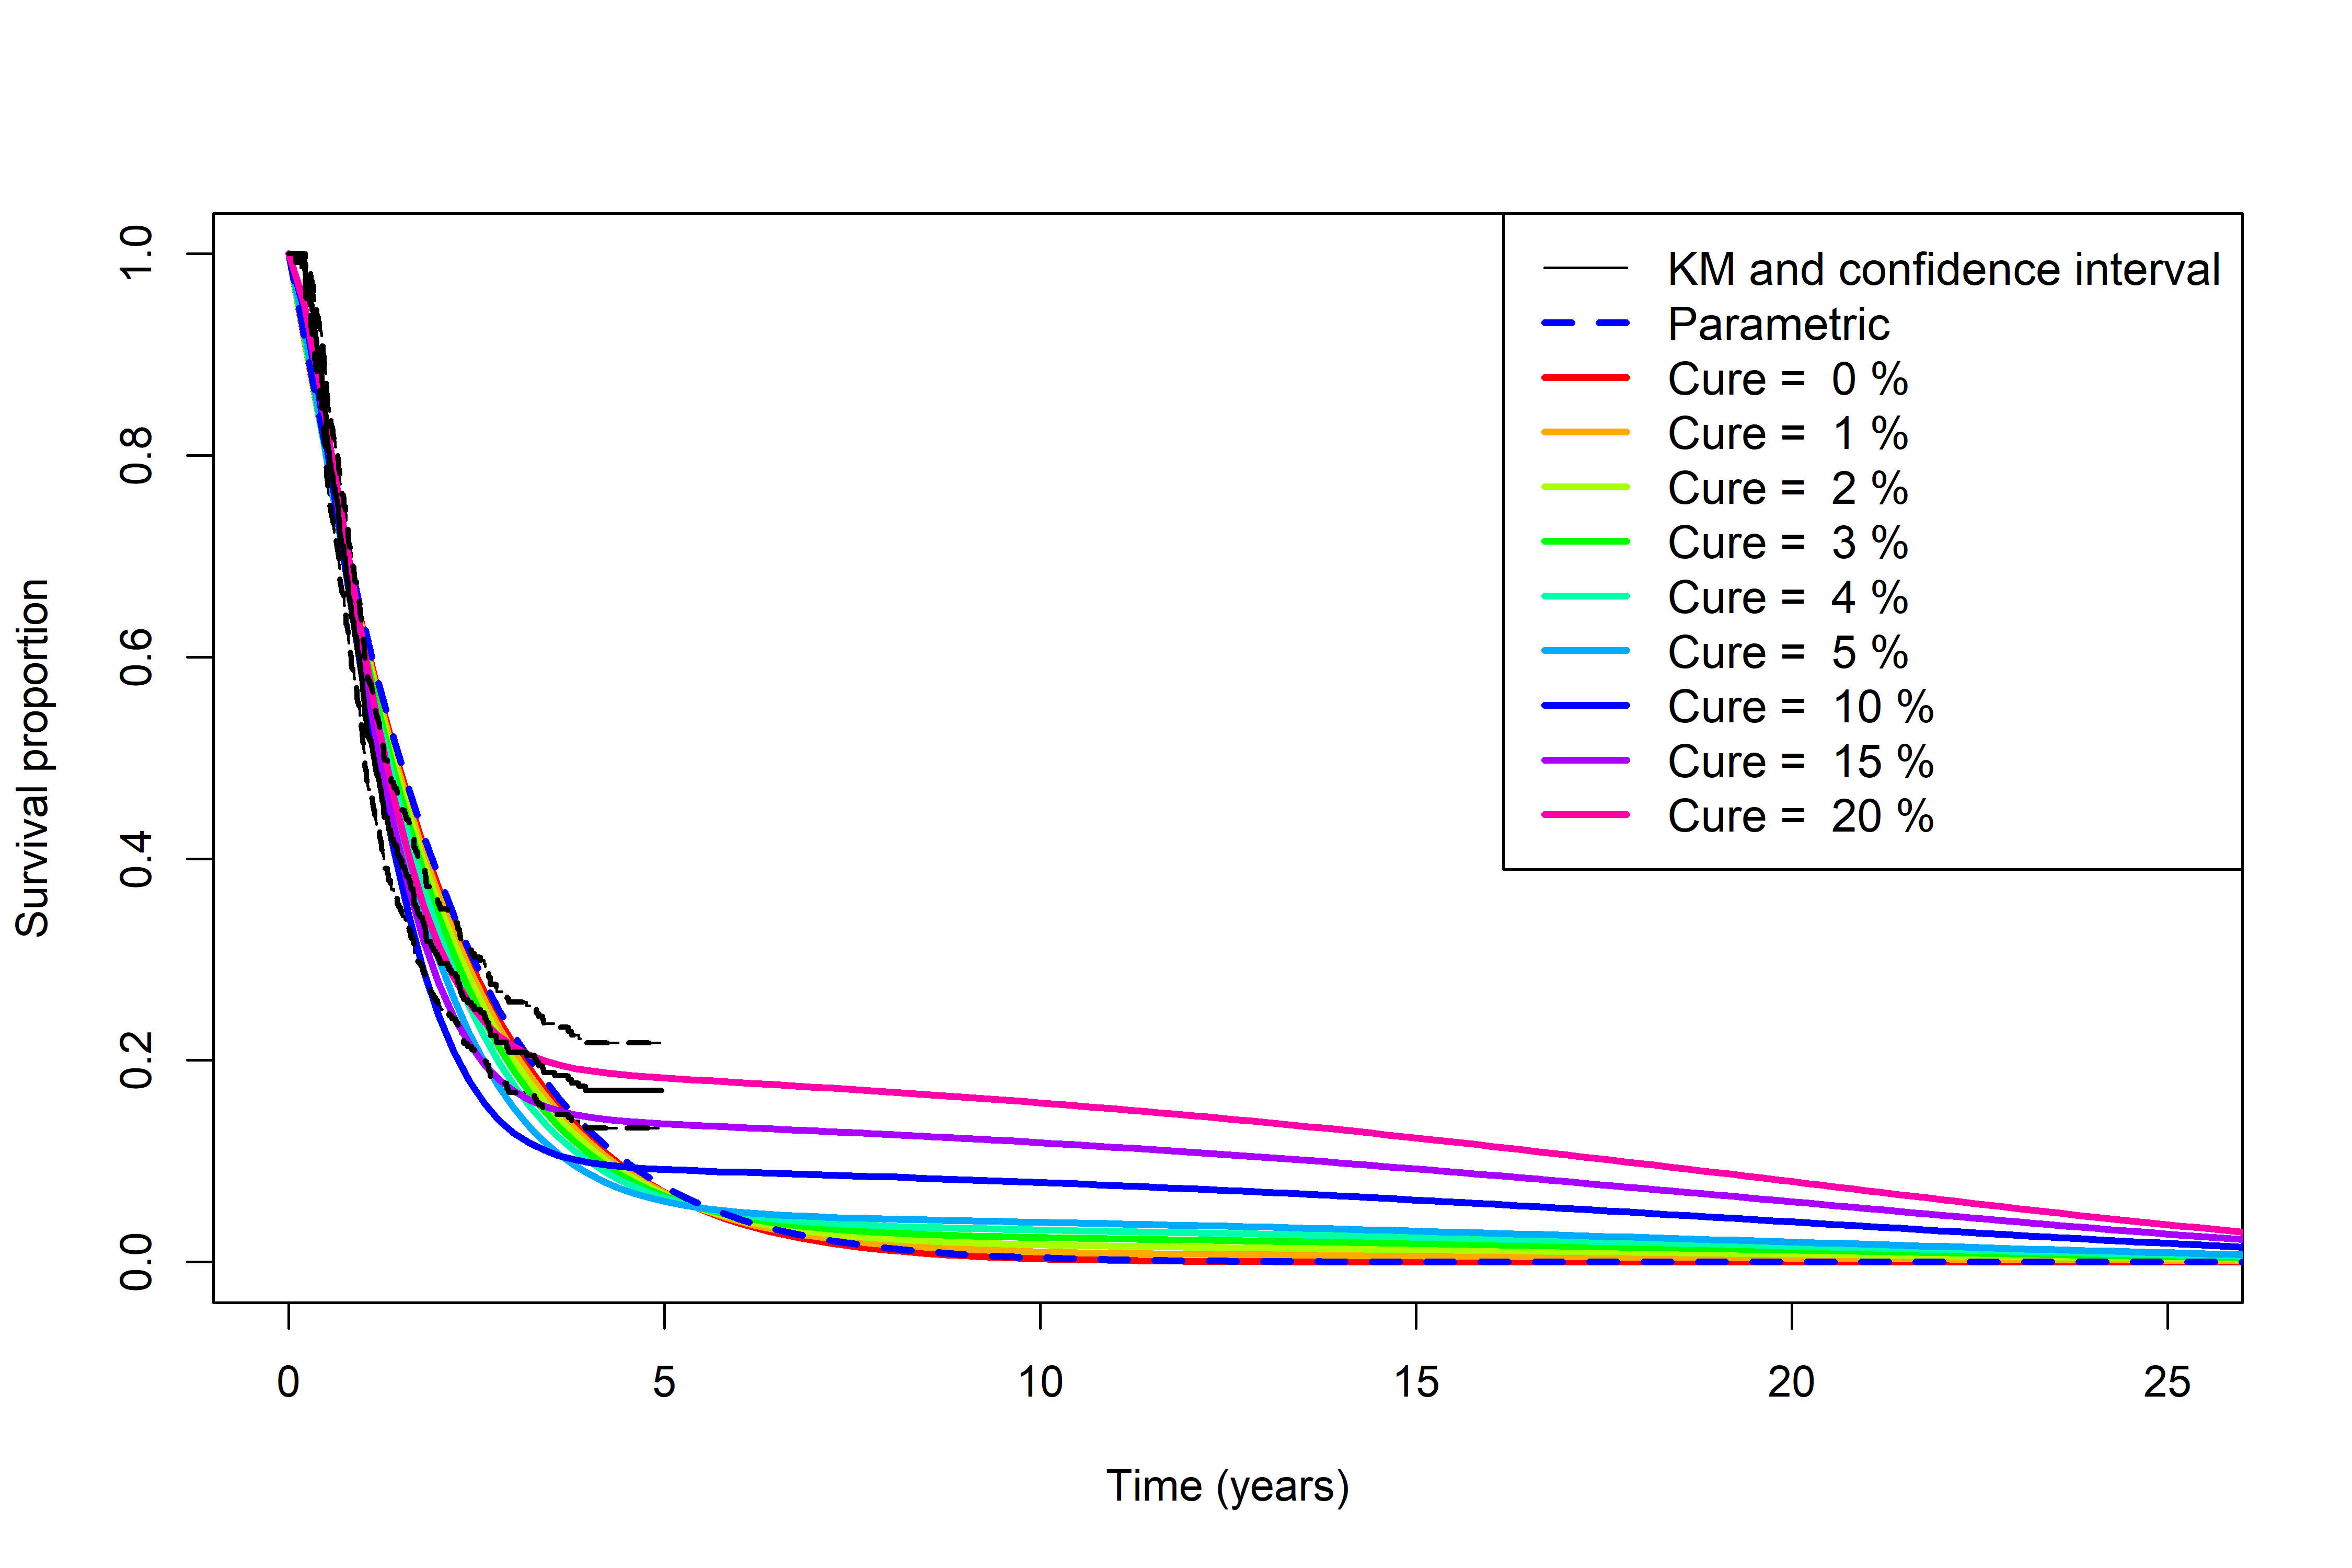 KM and confidence interval
Parametric
Cure = 0 %
Cure = 1 %
Cure = 2 %
Cure = 3 %
Cure = 4 %
Cure = 5 %
Cure = 10 %
Cure = 15 %
Cure = 20 %
Survival proportion
1.0
0.8
0.6
0.4
0.2
0.0
0 5 10 15 20 25
Time (years)